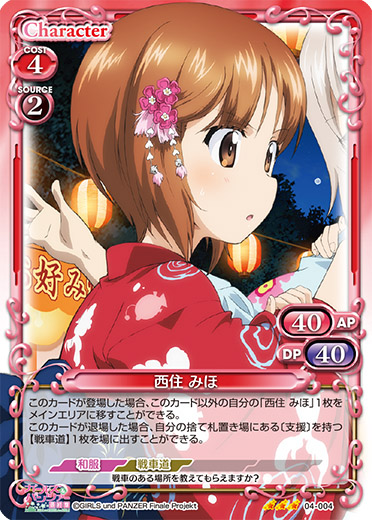 Character
COST
4
SOURCE
2
好み
40 AP
DP 40
西住 みほ
このカードが登場した場合、このカード以外の自分の「西住 みほ」1枚を
メインエリアに移すことができる。
このカードが退場した場合、自分の捨て札置き場にある《支援》を持つ
【戦車道】1枚を場に出すことができる。
和服 戦車道
戦車のある場所を教えてもらえますか?
©GIRLS und PANZER Finale Projekt
04-004